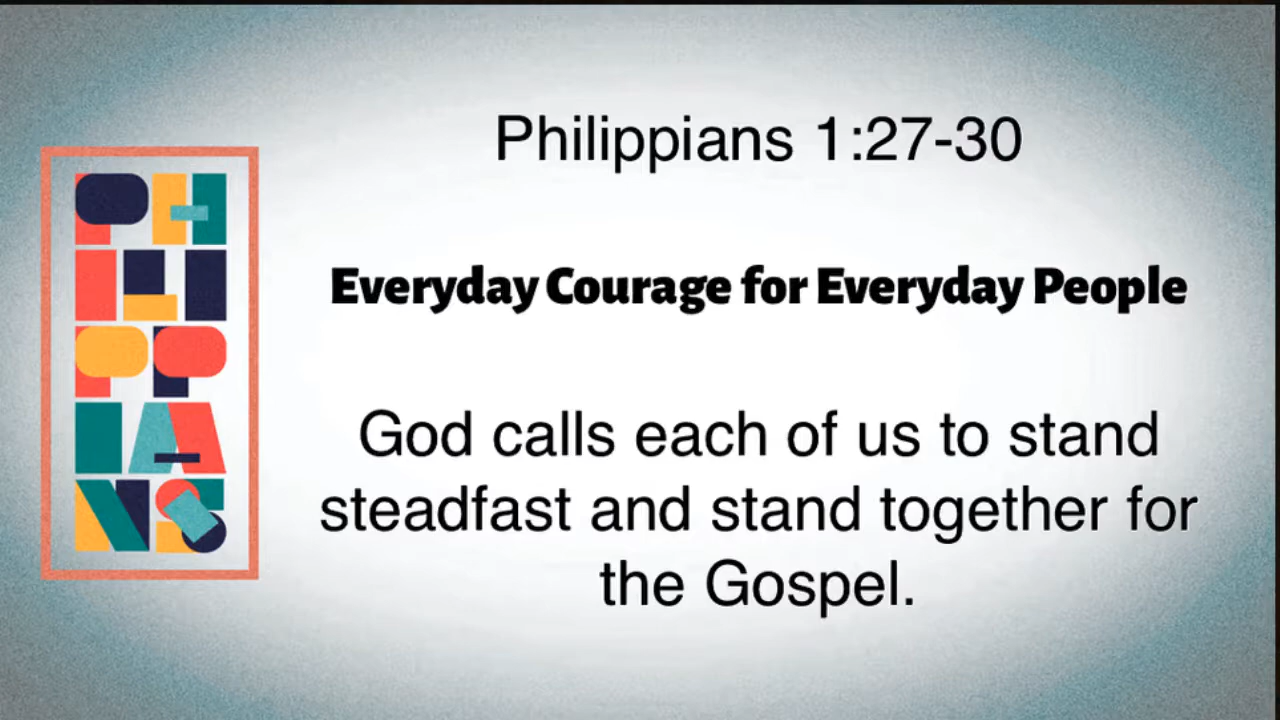 PH
ILI
PP
IA
NS
Philippians 1:27-30
Everyday Courage for Everyday People
God calls each of us to stand
steadfast and stand together for
the Gospel.